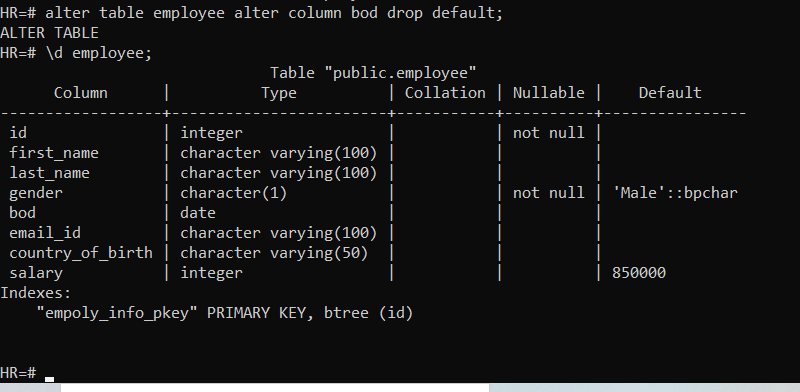 HR=# alter table employee alter column bod drop default;
ALTER TABLE
HR=# \d employee;
                              Table "public.employee"
      Column      |          Type          | Collation | Nullable |    Default
------------------+------------------------+-----------+----------+----------------
 id               | integer                |           | not null |
 first_name       | character varying(100) |           |          |
 last_name        | character varying(100) |           |          |
 gender           | character(1)           |           | not null | 'Male'::bpchar
 bod              | date                   |           |          |
 email_id         | character varying(100) |           |          |
 country_of_birth | character varying(50)  |           |          |
 salary           | integer                |           |          | 850000
Indexes:
    "empoly_info_pkey" PRIMARY KEY, btree (id)
HR=#